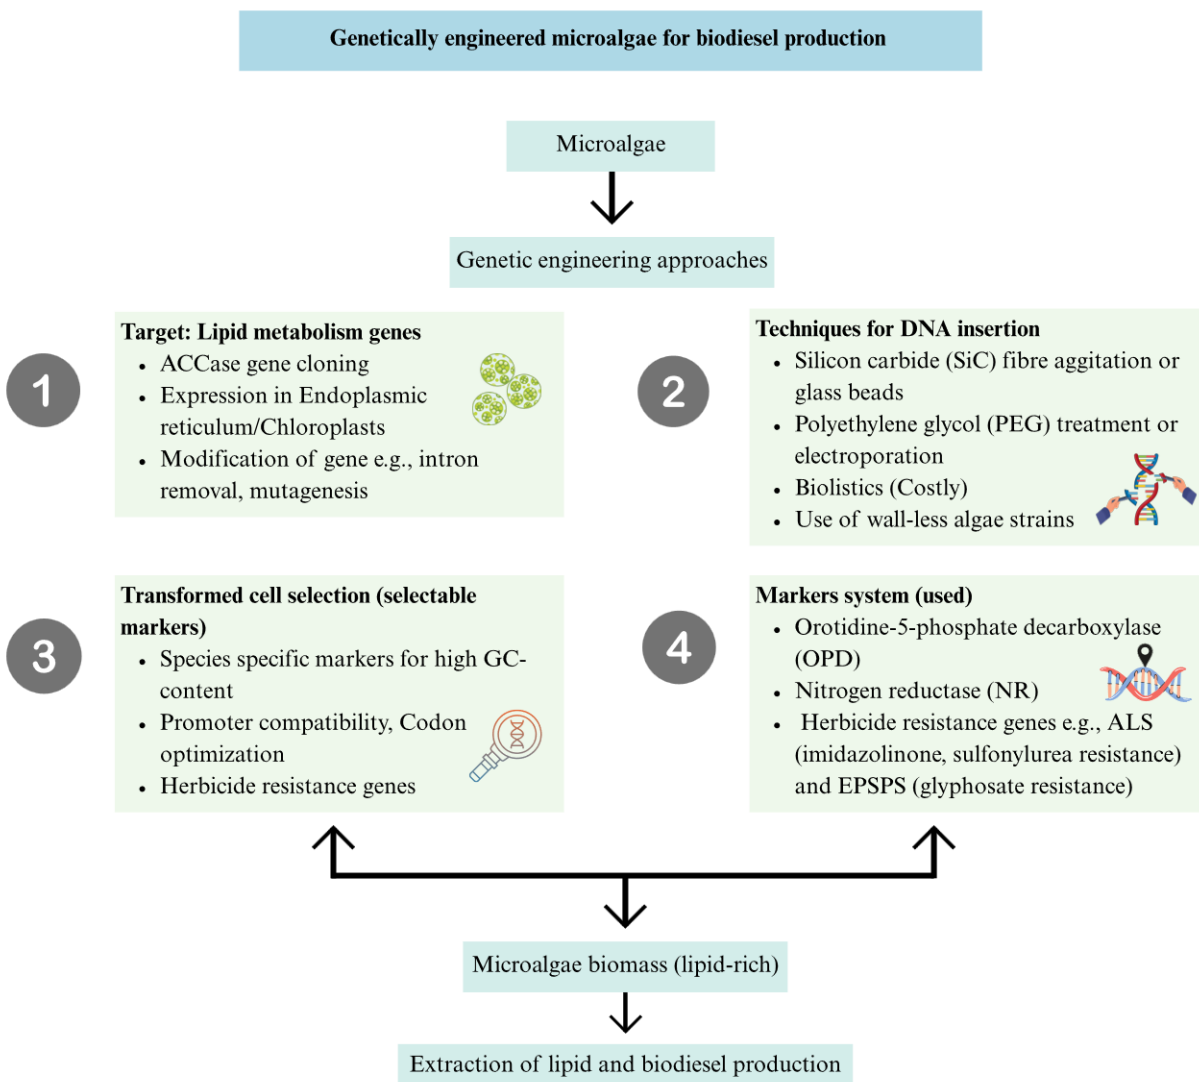 Genetically engineered microalgae for biodiesel production
Microalgae
Genetic engineering approaches
1
Target: Lipid metabolism genes
• ACCase gene cloning
• Expression in Endoplasmic
reticulum/Chloroplasts
• Modification of gene e.g., intron
removal, mutagenesis
2
Techniques for DNA insertion
• Silicon carbide (SiC) fibre aggitation or
glass beads
• Polyethylene glycol (PEG) treatment or
electroporation
• Biolistics (Costly)
• Use of wall-less algae strains
3
Transformed cell selection (selectable
markers)
• Species specific markers for high GC-
content
• Promoter compatibility, Codon
optimization
• Herbicide resistance genes
4
Markers system (used)
• Orotidine-5-phosphate decarboxylase
(OPD)
• Nitrogen reductase (NR)
• Herbicide resistance genes e.g., ALS
(imidazolinone, sulfonylurea resistance)
and EPSPS (glyphosate resistance)
Microalgae biomass (lipid-rich)
Extraction of lipid and biodiesel production